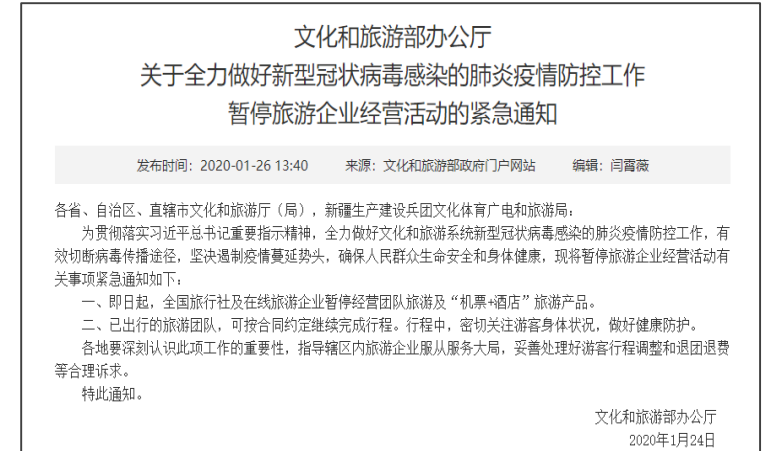 文化和旅游部办公厅
关于全力做好新型冠状病毒感染的肺炎疫情防控工作
暂停旅游企业经营活动的紧急通知
发布时间：2020-01-26 13:40 来源：文化和旅游部政府门户网站 编辑：闫霄薇
各省、自治区、直辖市文化和旅游厅（局），新疆生产建设兵团文化体育广电和旅游局：
为贯彻落实习近平总书记重要指示精神，全力做好文化和旅游系统新型冠状病毒感染的肺炎疫情防控工作，有
效切断病毒传播途径，坚决遏制疫情蔓延势头，确保人民群众生命安全和身体健康，现将暂停旅游企业经营活动有
关事项紧急通知如下：
一、即日起，全国旅行社及在线旅游企业暂停经营团队旅游及“机票+酒店”旅游产品。
二、已出行的旅游团队，可按合同约定继续完成行程。行程中，密切关注游客身体状况，做好健康防护。
各地要深刻认识此项工作的重要性，指导辖区内旅游企业服从服务大局，妥善处理好游客行程调整和退团退费
等合理诉求。
特此通知。
文化和旅游部办公厅
2020年1月24日